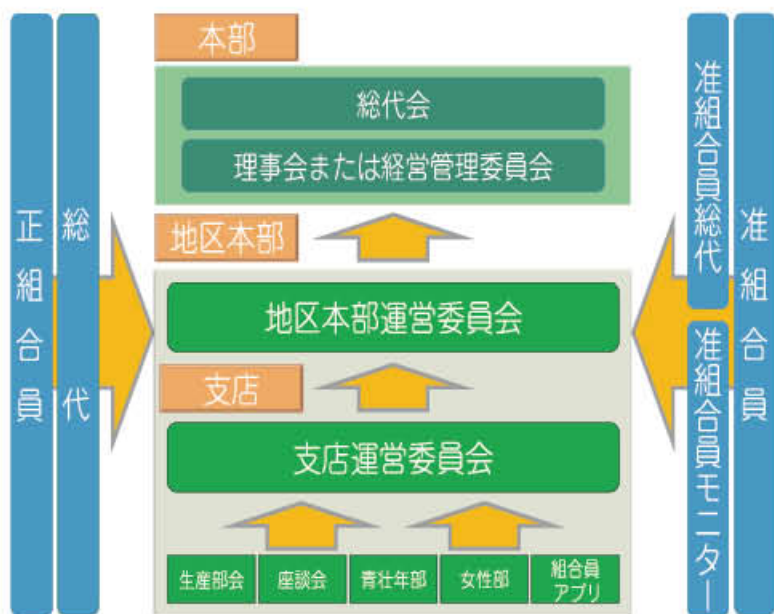 本部
総代会
理事会または経営管理委員会
地区本部
地区本部運営委員会
支店
支店運営委員会
生産部会
座談会
青壮年部
女性部
組合員
アプリ
正組合員
総代
准組合員総代
准組合員モニター
准組合員